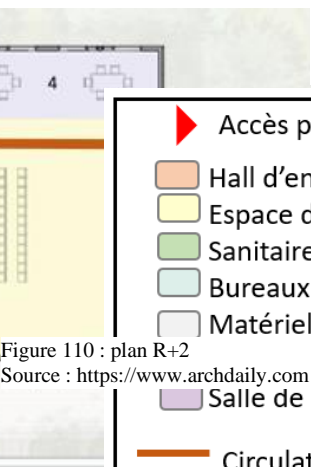 4
Accès p
Hall d'en
Espace d
Sanitaire
Bureaux
Matériel
Figure 110 : plan R+2
Source : https://www.archdaily.com
Salle de
Circulat